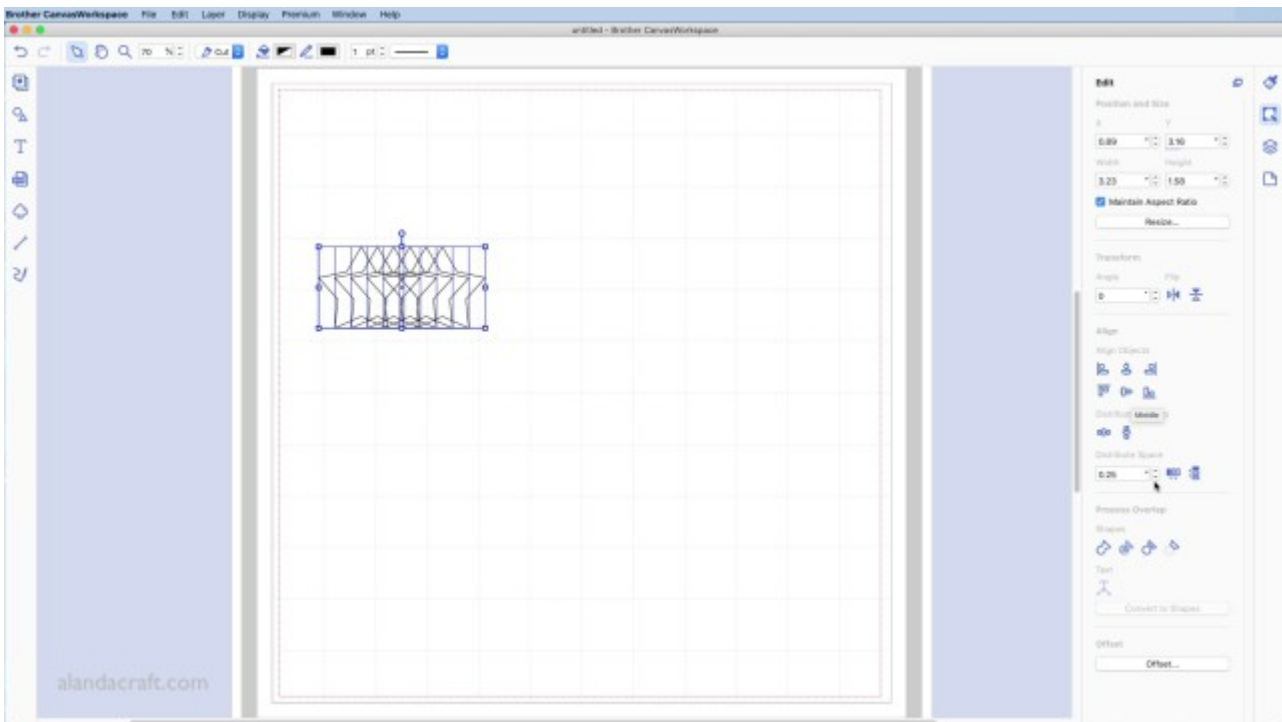 Brother CanvasWorkspace File Edit Layer Display Premium Window Help
untitled - Brother CanvasWorkspace
70 % Cut 1 pt
Edit
Position and Size
X Y
0.89 " 3.16 "
Width Height
3.23 " 1.58 "
Maintain Aspect Ratio
Resize...
Transform
Angle Flip
0 °
Align
Align Objects
Middle
Distribute Space
0.25 "
Process Overlap
Shapes
Text
Convert to Shapes
Offset
Offset...
alandacraft.com